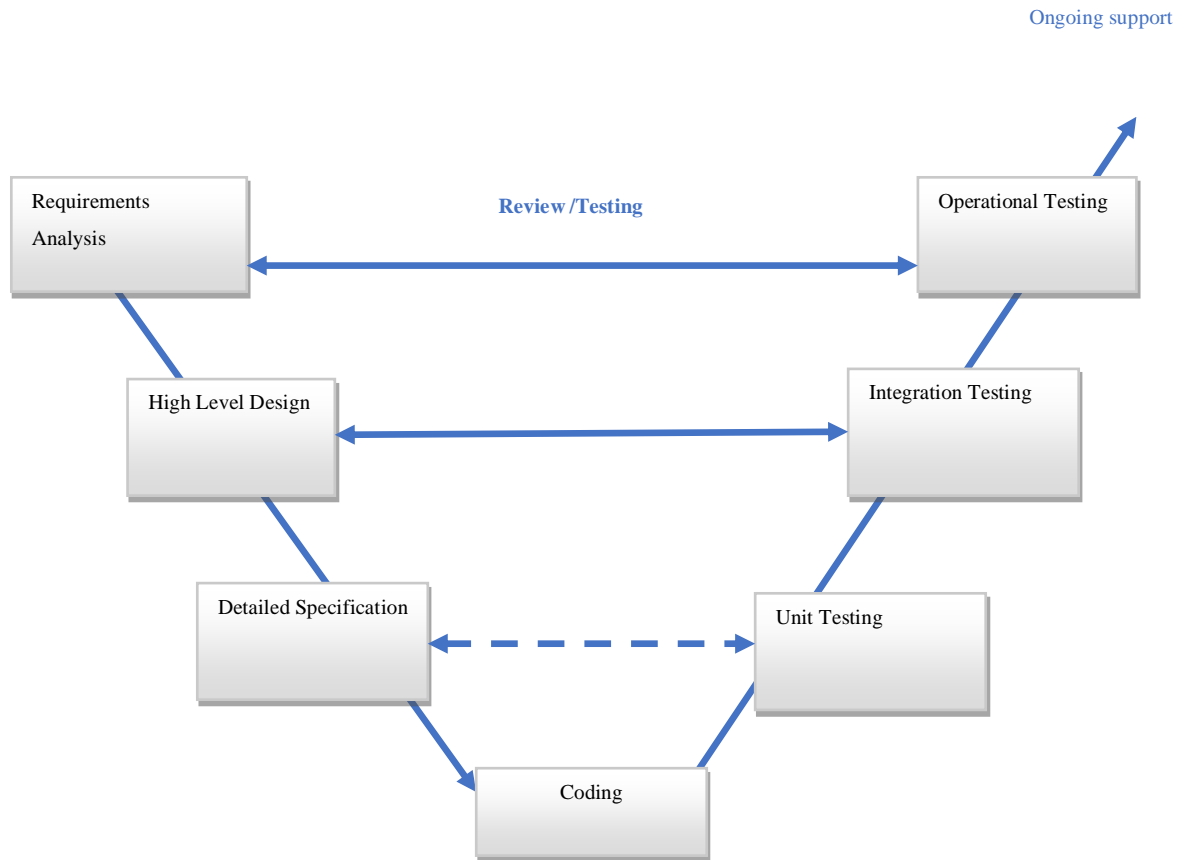 Ongoing support
Requirements
Analysis
Review/Testing
Operational Testing
High Level Design
Integration Testing
Detailed Specification
Unit Testing
Coding